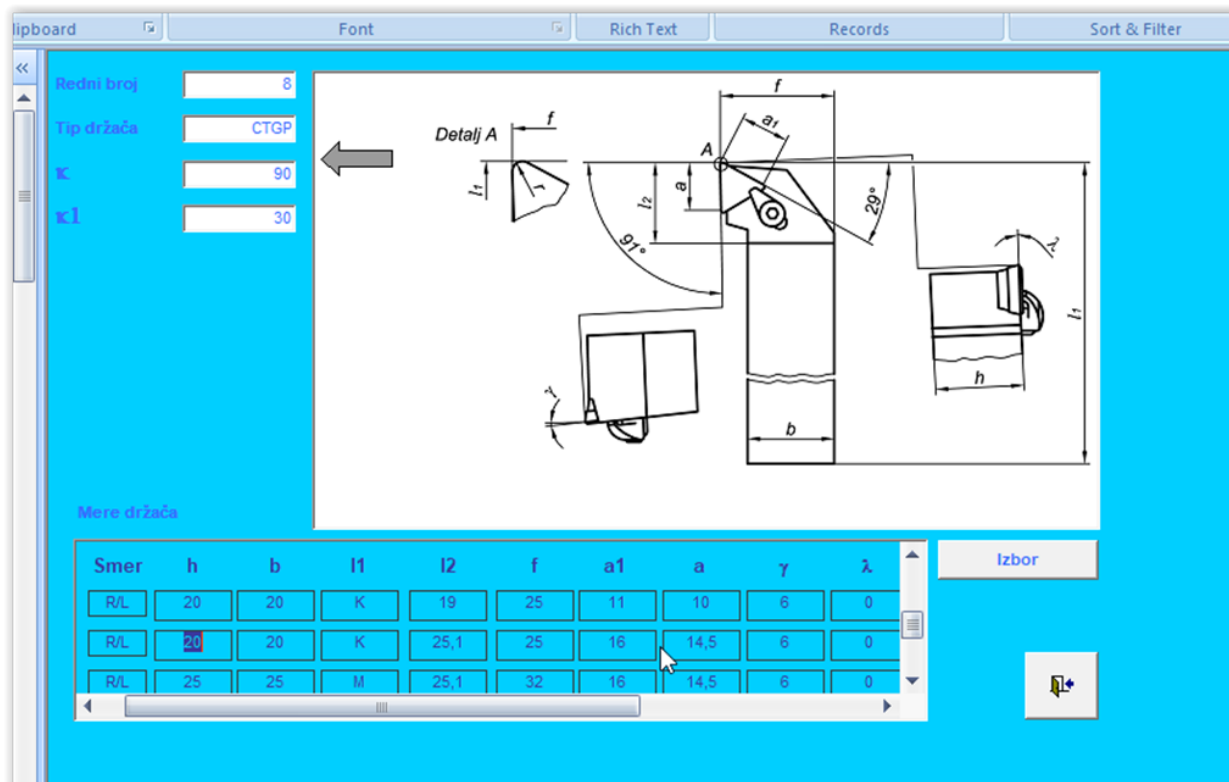 lipboard Font Rich Text Records Sort & Filter
«
Redni broj 8
Tip držača CTGP
κ 90
κ1 30
Detalj A
f
l1
r
f
a1
A
a
l2
29°
91°
λ
l1
h
γ
b
Mere držača
Smer h b l1 l2 f a1 a γ λ
R/L 20 20 K 19 25 11 10 6 0
R/L 20 20 K 25,1 25 16 14,5 6 0
R/L 25 25 M 25,1 32 16 14,5 6 0
Izbor